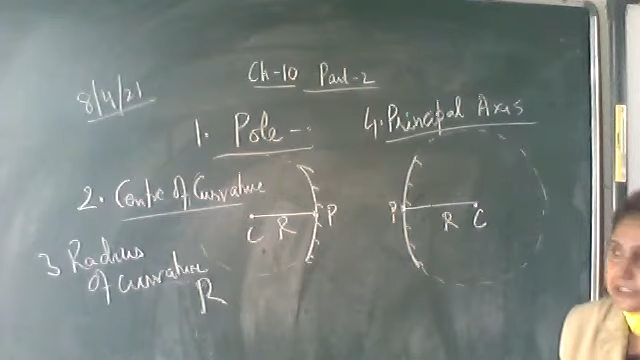 8/4/21
Ch-10 Part-2
1. Pole -
4. Principal Axis
2. Centre of Curvature
3 Radius
of curvature
R
C R P
P R C